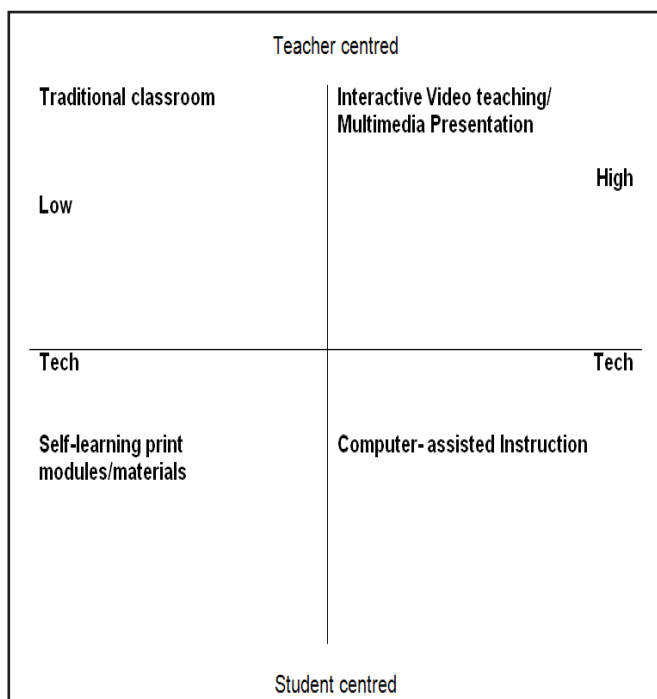 Teacher centred
Traditional classroom
Interactive Video teaching/
Multimedia Presentation
High
Low
Tech
Tech
Self-learning print
modules/materials
Computer- assisted Instruction
Student centred